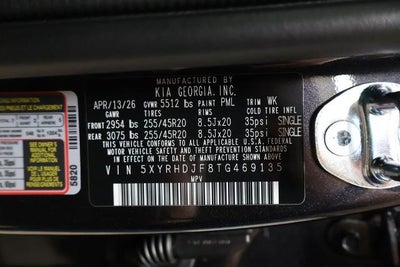 MANUFACTURED BY
KIA GEORGIA, INC.
APR/13/26 GVWR 5512 lbs PAINT PML TRIM WK
GAWR TIRES RIMS COLD TIRE INFL
FRONT 2954 lbs 255/45R20 8.5Jx20 35psi SINGLE
REAR 3075 lbs 255/45R20 8.5Jx20 35psi SINGLE
THIS VEHICLE CONFORMS TO ALL APPLICABLE
U.S.A. FEDERAL MOTOR VEHICLE SAFETY
STANDARDS IN EFFECT ON THE DATE
OF MANUFACTURE SHOWN ABOVE
VIN 5XYRHDJF8TG469135
MPV
5820